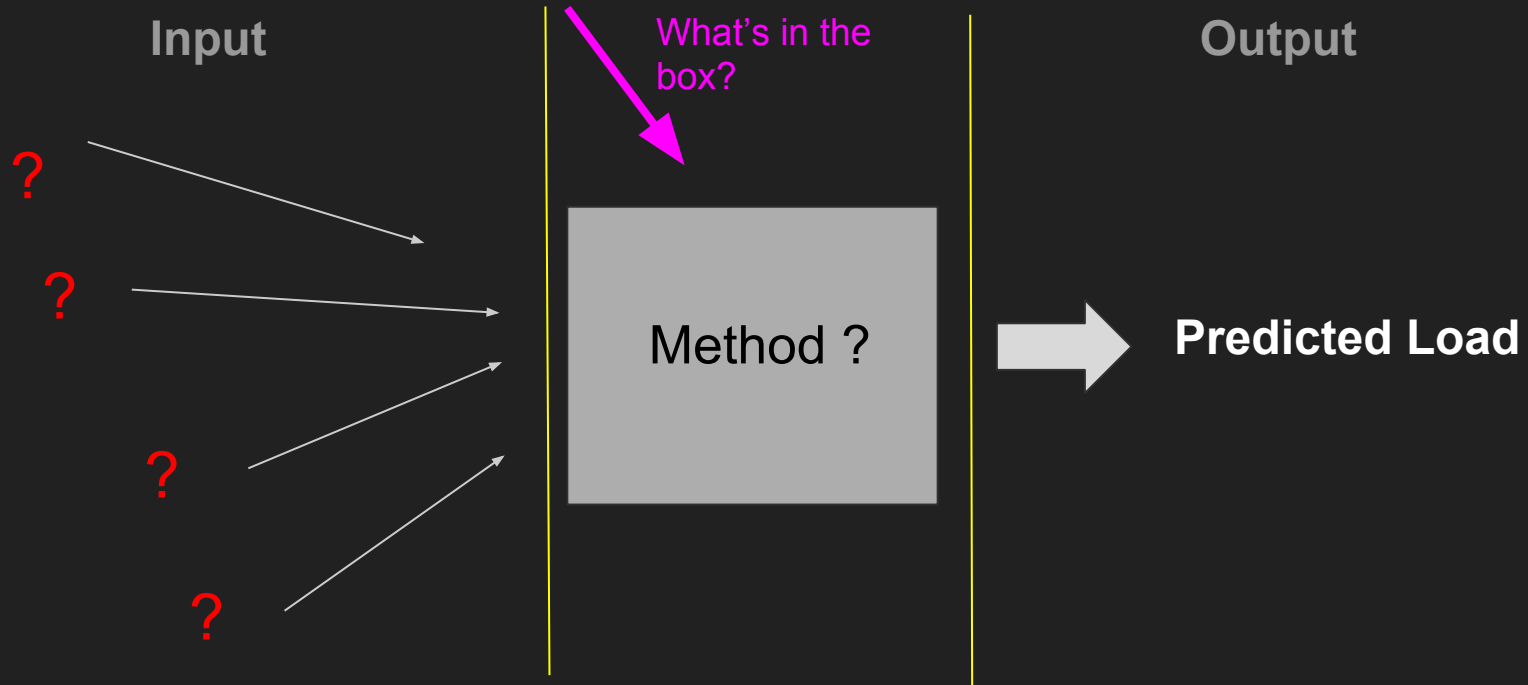 Input
What's in the
box?
Output
?
?
Method ?
Predicted Load
?
?